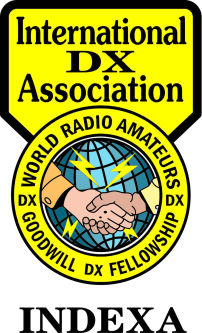 International
DX
Association
WORLD RADIO AMATEURS
DX DX
GOODWILL DX FELLOWSHIP
INDEXA